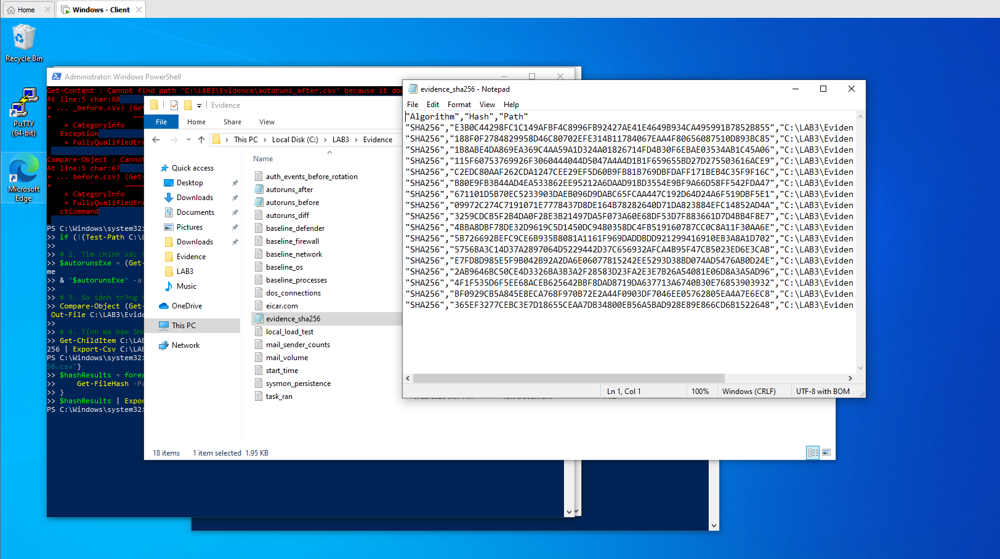 Home
Windows - Client
Recycle Bin
PuTTY
(64-bit)
Microsoft
Edge
Administrator: Windows PowerShell
Get-Content : Cannot find path 'C:\LAB3\Evidence\autoruns_after.csv' because it doe
At line:5 char:68
+ ... _before.csv) (Get-
+ ~~~
+ CategoryInfo
Exception
+ FullyQualifiedErr
Compare-Object : Cannot
At line:5 char:67
+ ... before.csv) (Get-
+ ~~~~
+ CategoryInfo
+ FullyQualifiedErr
ctCommand
PS C:\Windows\system32>
>> if (!(Test-Path C:\L
>>
>> # 2. Tìm chính xác
>> $autorunsExe = (Get-
me
>> & "$autorunsExe" -a
>>
>> # 3. So sánh tr?ng t
>> Compare-Object (Get-
Out-File C:\LAB3\Evide
>>
>> # 4. Tính ma bam SHA
>> Get-ChildItem C:\LAB
256 | Export-Csv C:\LAB
PS C:\Windows\system32>
56.csv'}
>> $hashResults = forea
>> Get-FileHash -Pa
>> }
>> $hashResults | Expor
PS C:\Windows\system32>
Evidence
File
Home
Share
View
This PC
Local Disk (C:)
LAB3
Evidence
Quick access
Desktop
Downloads
Documents
Pictures
Downloads
Evidence
LAB3
Music
OneDrive
This PC
Network
Name
auth_events_before_rotation
autoruns_after
autoruns_before
autoruns_diff
baseline_defender
baseline_firewall
baseline_network
baseline_os
baseline_processes
dos_connections
eicar.com
evidence_sha256
local_load_test
mail_sender_counts
mail_volume
start_time
sysmon_persistence
task_ran
18 items
1 item selected 1.95 KB
evidence_sha256 - Notepad
File Edit Format View Help
"Algorithm","Hash","Path"
"SHA256","E3B0C44298FC1C149AFBF4C8996FB92427AE41E4649B934CA495991B7852B855","C:\LAB3\Eviden
"SHA256","188F0F2784829958D46C80702EFE314B11784067EAA4F80656087510D893BC85","C:\LAB3\Eviden
"SHA256","1B8ABE4DA869EA369C4AA59A1D324A01826714FD4B30F6EBAE03534AB1C45A06","C:\LAB3\Eviden
"SHA256","115F60753769926F3060444044D5047A4A4D1B1F659655BD27D275503616ACE9","C:\LAB3\Eviden
"SHA256","C2EDC80AAF262CDA1247CEE29EF5D60B9FB81B769DBFDAFF171BEB4C35F9F16C","C:\LAB3\Eviden
"SHA256","B80E9FB3B44AD4EA533862EE95212A6DAAD91BD3554E9BF9A66D58FF542FDA47","C:\LAB3\Eviden
"SHA256","671101D5B70EC5233903DAEB096D9DABC65FCAA447C192D64D24A6F519DBF5E1","C:\LAB3\Eviden
"SHA256","09972C274C7191071E7778437D8DE164B78282640D71DA823884EFC14852AD4A","C:\LAB3\Eviden
"SHA256","3259CDCB5F2B4DA0F28E3B21497DA5F073A60E68DF53D7F883661D7D4BB4F8E7","C:\LAB3\Eviden
"SHA256","4BBA8DBF78DE32D9619C5D1450DC9480358DC4FB519160787CC0C8A11F30AA6E","C:\LAB3\Eviden
"SHA256","5B726692BEFC9CE6B935B8081A1161F969DADDBDD921299416910EB3A8A1D702","C:\LAB3\Eviden
"SHA256","5756BA3C14D37A2897064D5229442D37C656932AFCA4B95F47CB5023ED6E3CAB","C:\LAB3\Eviden
"SHA256","E7FD8D985E5F9B042B92A2DA6E06077815242EE5293D38BD074AD5476AB0D24E","C:\LAB3\Eviden
"SHA256","2AB9646BC50CE4D3326BA3B3A2F28583D23FA2E3E7B26A54081E06D8A3A5AD96","C:\LAB3\Eviden
"SHA256","4F1F535D6F5EE68ACEB625642BBF8DAD8719DA637713A6740B30E76853903932","C:\LAB3\Eviden
"SHA256","BF0929CB5A845E8ECA768F970B72E2A44F0903DF7046EE05762805EA4A7E6EC8","C:\LAB3\Eviden
"SHA256","365EF3277CEBC3E7D18655CEAA7DB34800EB56A5BAD928E89E866CD6B1522648","C:\LAB3\Eviden
Ln 1, Col 1
100%
Windows (CRLF)
UTF-8 with BOM